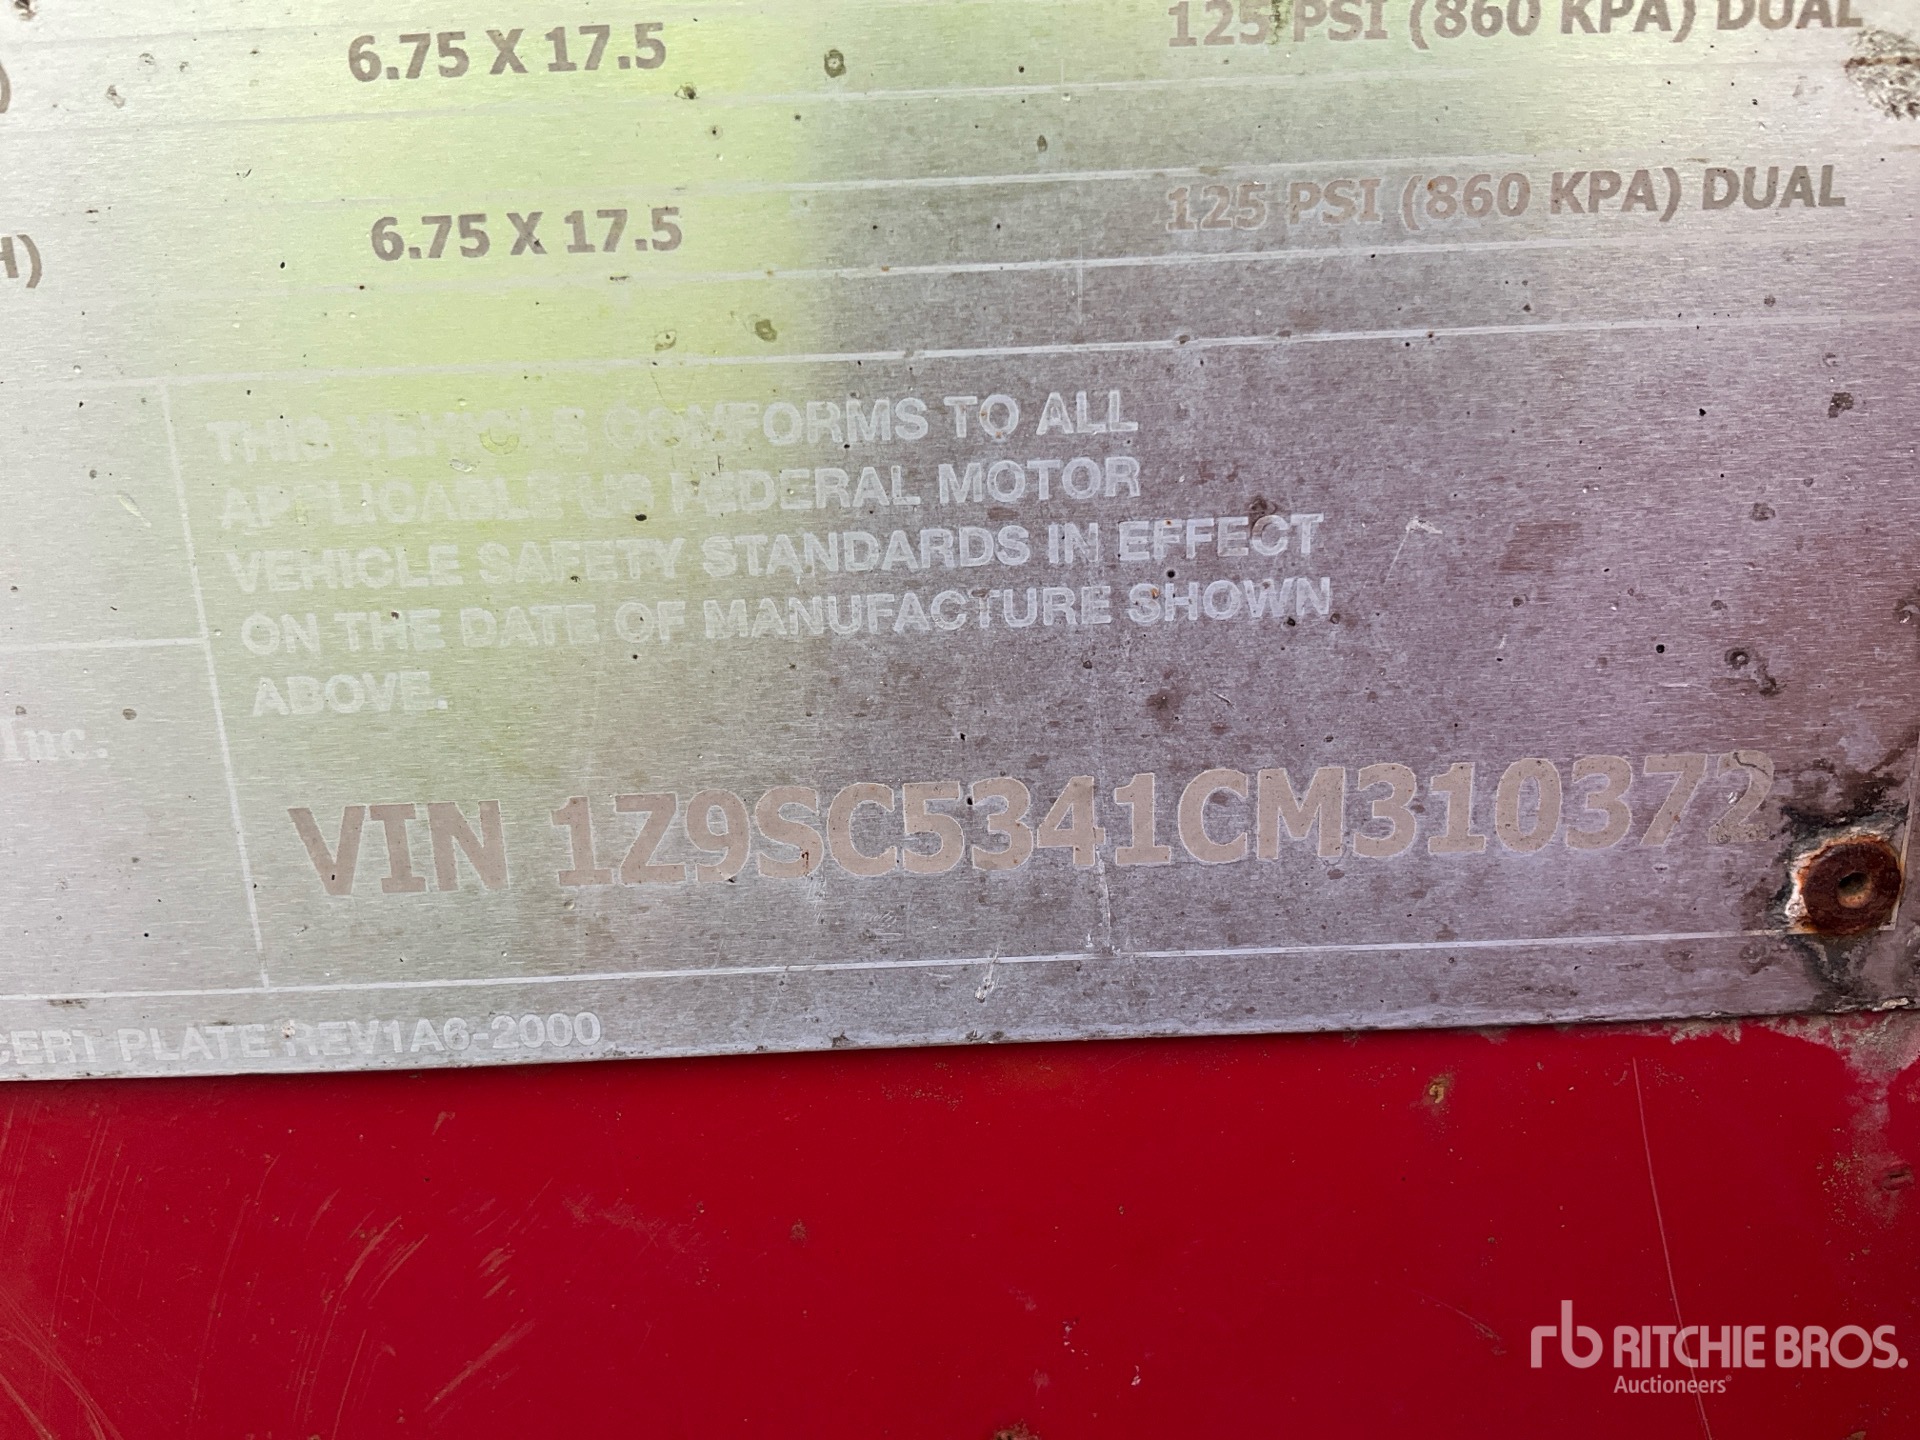 6.75 X 17.5 125 PSI (860 KPA) DUAL
H) 6.75 X 17.5 125 PSI (860 KPA) DUAL
THIS VEHICLE CONFORMS TO ALL
APPLICABLE US FEDERAL MOTOR
VEHICLE SAFETY STANDARDS IN EFFECT
ON THE DATE OF MANUFACTURE SHOWN
ABOVE.
Inc.
VIN 1Z9SC5341CM310372
CERT PLATE REV1A6-2000
rb RITCHIE BROS.
Auctioneers